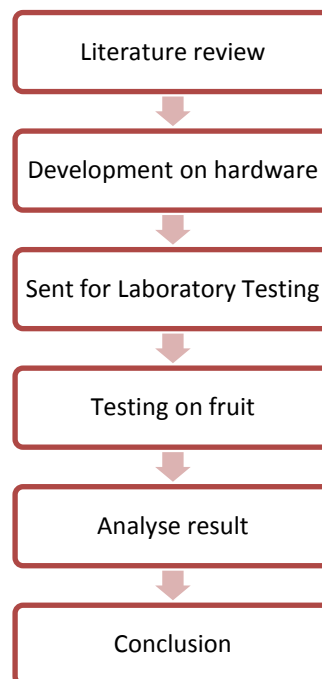 Literature review
Development on hardware
Sent for Laboratory Testing
Testing on fruit
Analyse result
Conclusion